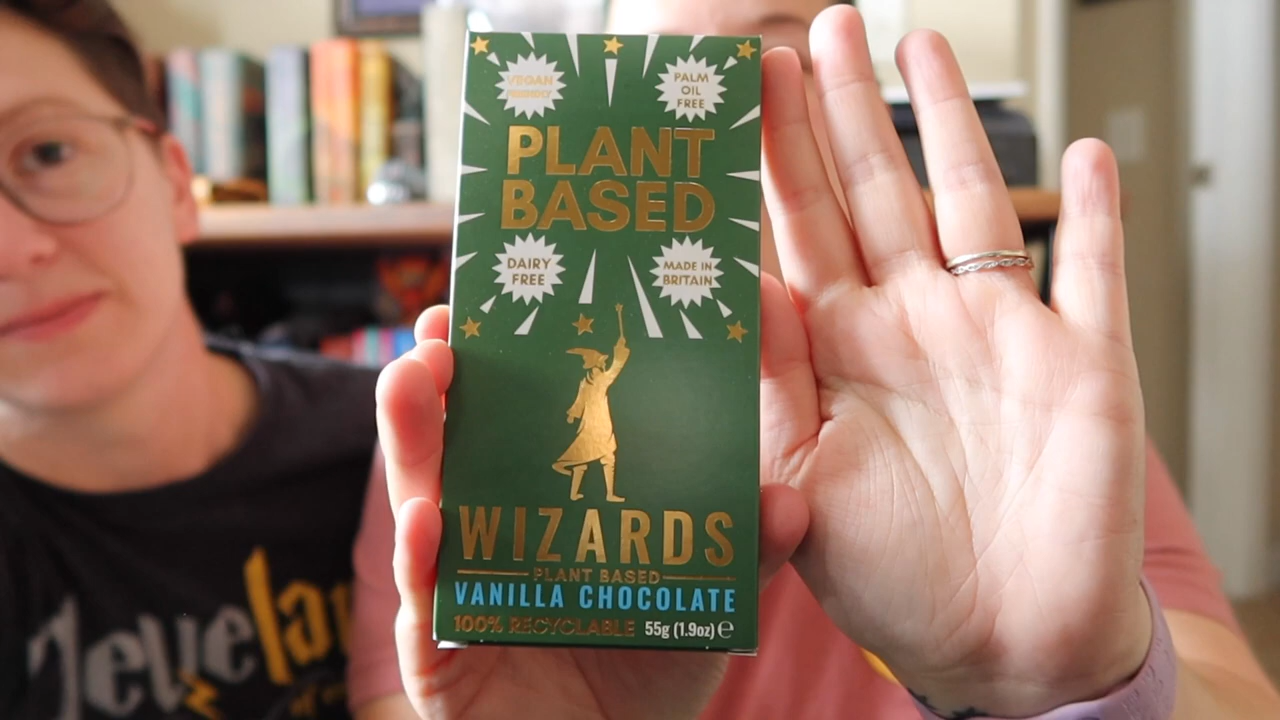 VEGAN
FRIENDLY
PALM
OIL
FREE
PLANT
BASED
DAIRY
FREE
MADE IN
BRITAIN
WIZARDS
PLANT BASED
VANILLA CHOCOLATE
100% RECYCLABLE 55g (1.9oz) e